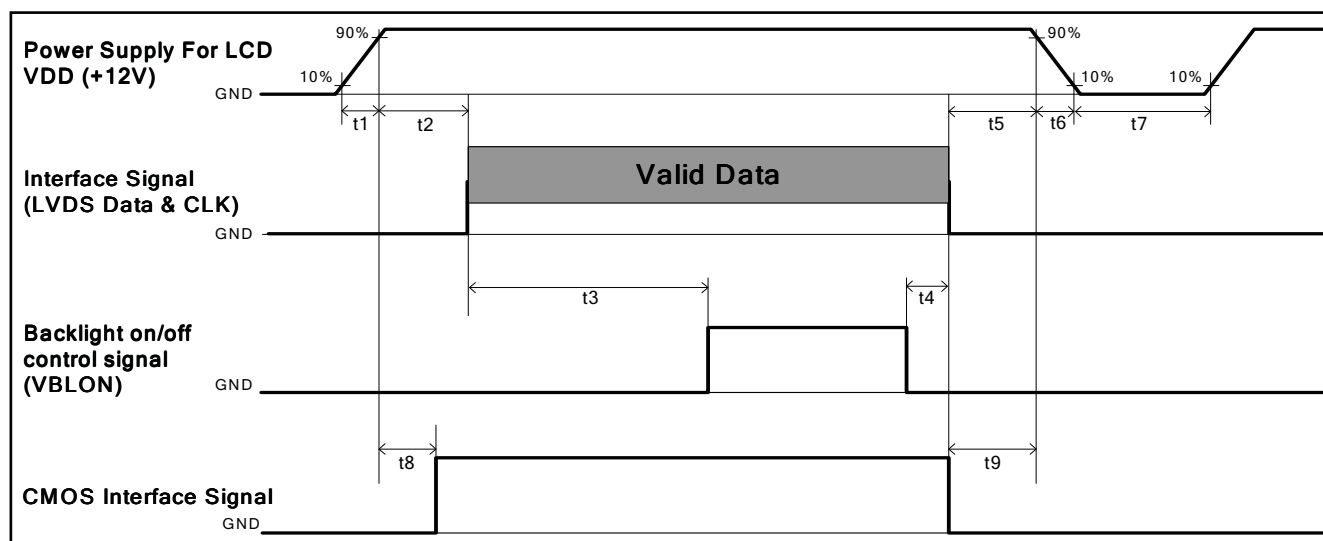 Power Supply For LCD
VDD (+12V)
90%
90%
10%
10%
10%
GND
t1
t2
t5
t6
t7
Valid Data
Interface Signal
(LVDS Data & CLK)
GND
t3
t4
Backlight on/off
control signal
(VBLON)
GND
t8
t9
CMOS Interface Signal
GND